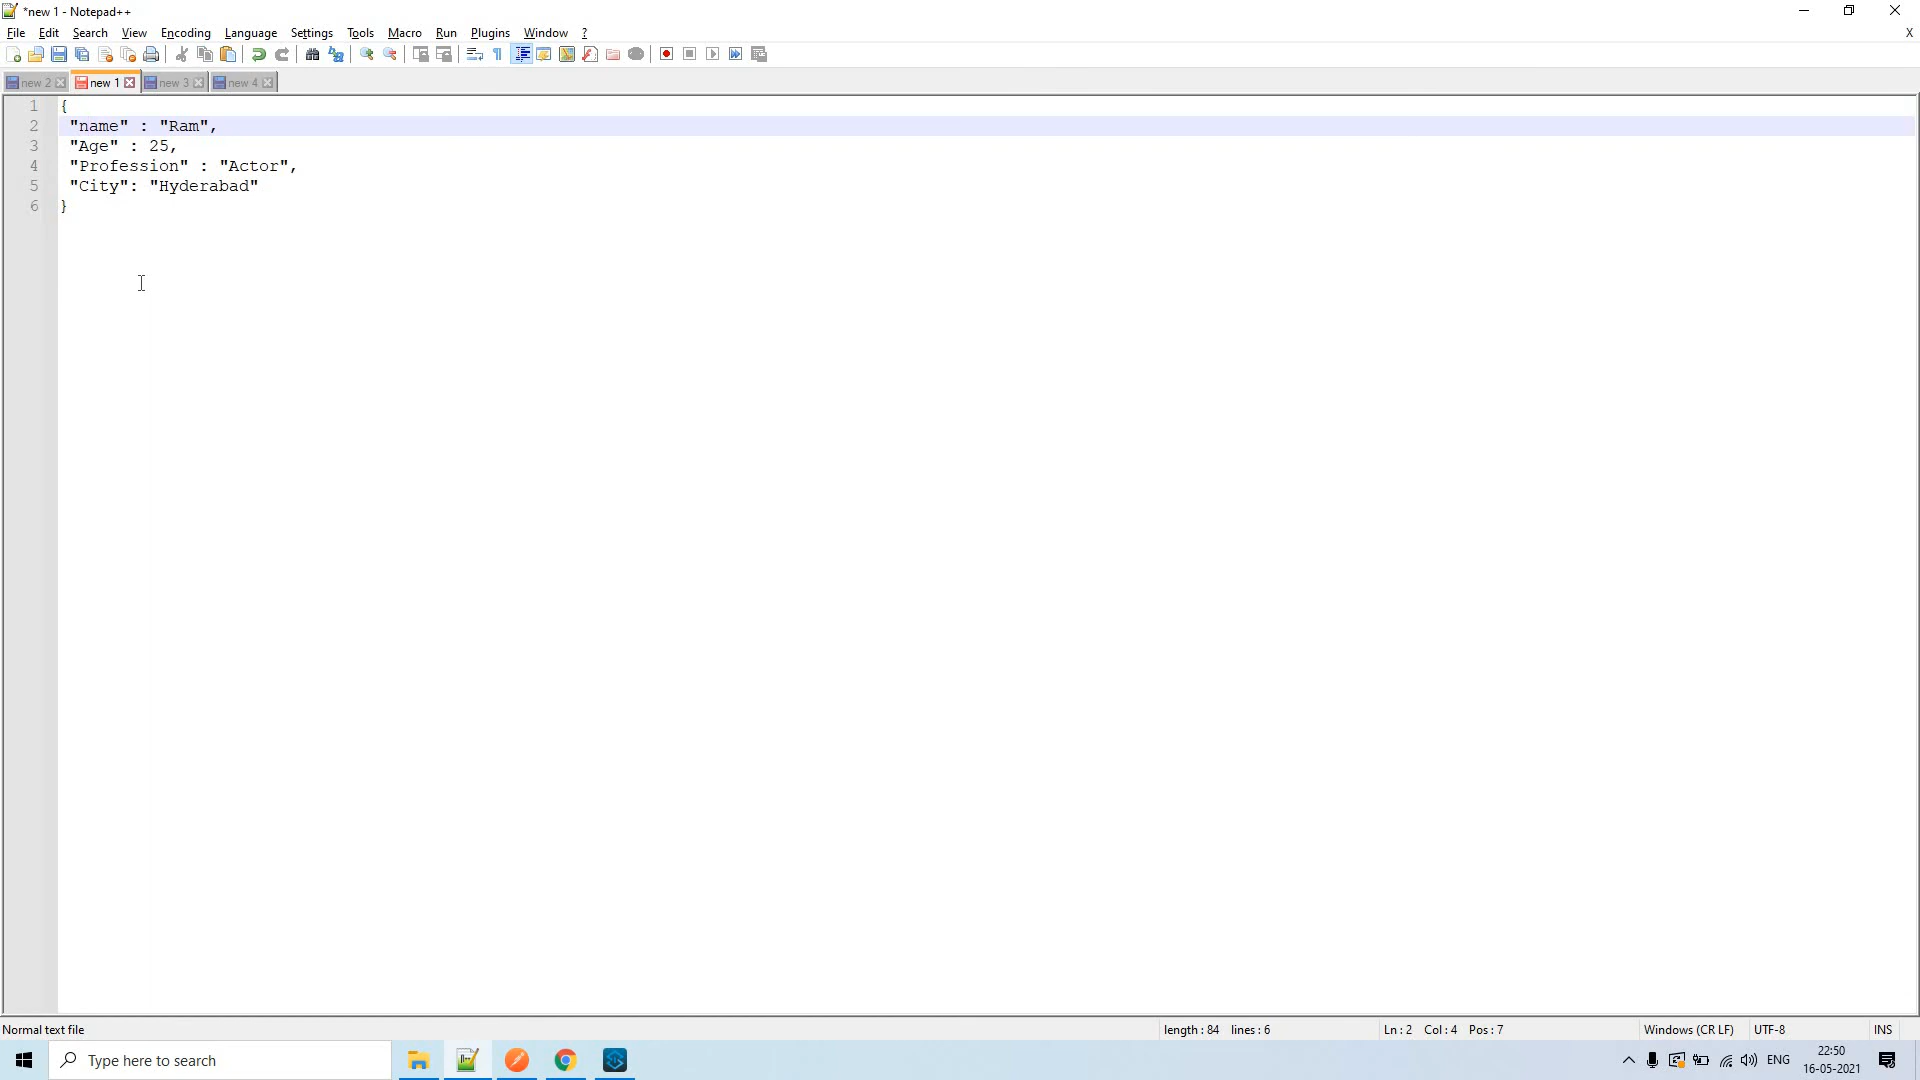 *new 1 - Notepad++
File Edit Search View Encoding Language Settings Tools Macro Run Plugins Window ? X
new 2 new 1 new 3 new 4
1 {
2 "name" : "Ram",
3 "Age" : 25,
4 "Profession" : "Actor",
5 "City": "Hyderabad"
6 }
Normal text file length : 84 lines : 6 Ln : 2 Col : 4 Pos : 7 Windows (CR LF) UTF-8 INS
Type here to search ENG 22:50
16-05-2021